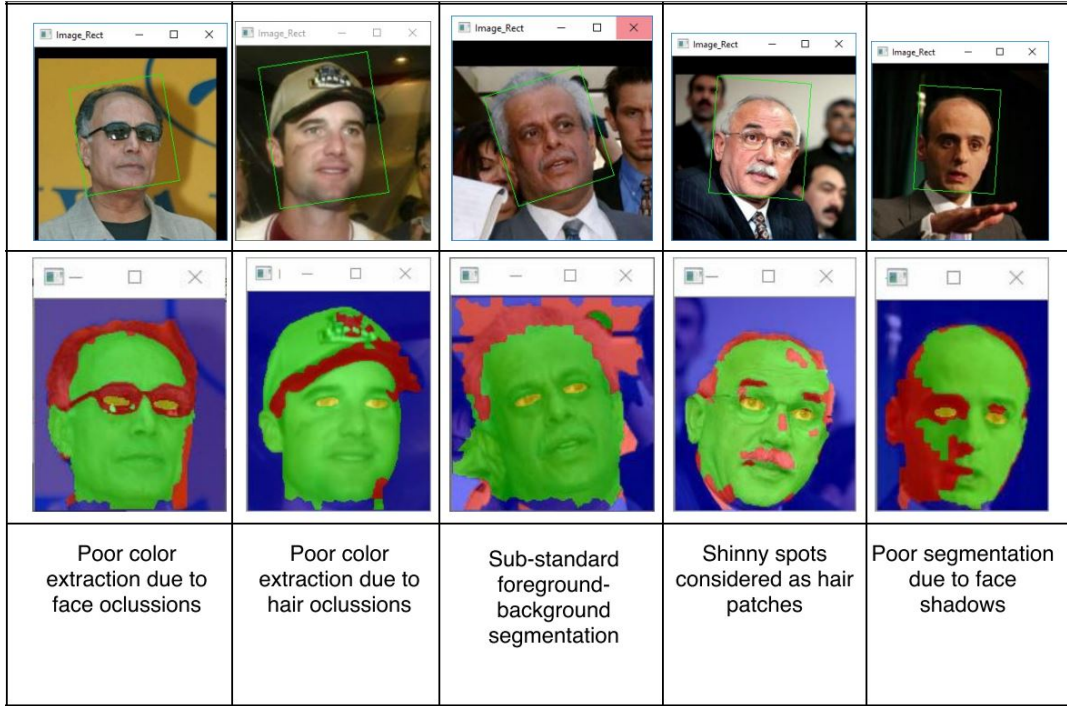 Image_Rect
Image_Rect
Image_Rect
Image_Rect
Image_Rect
Poor color
extraction due to
face oclussions
Poor color
extraction due to
hair oclussions
Sub-standard
foreground-
background
segmentation
Shinny spots
considered as hair
patches
Poor segmentation
due to face
shadows